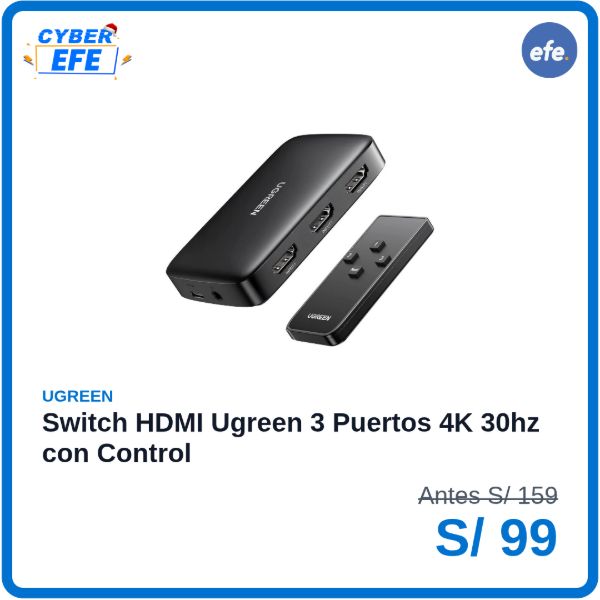 CYBER
EFE
efe.
UGREEN
UGREEN
UGREEN
Switch HDMI Ugreen 3 Puertos 4K 30hz
con Control
Antes S/ 159
S/ 99